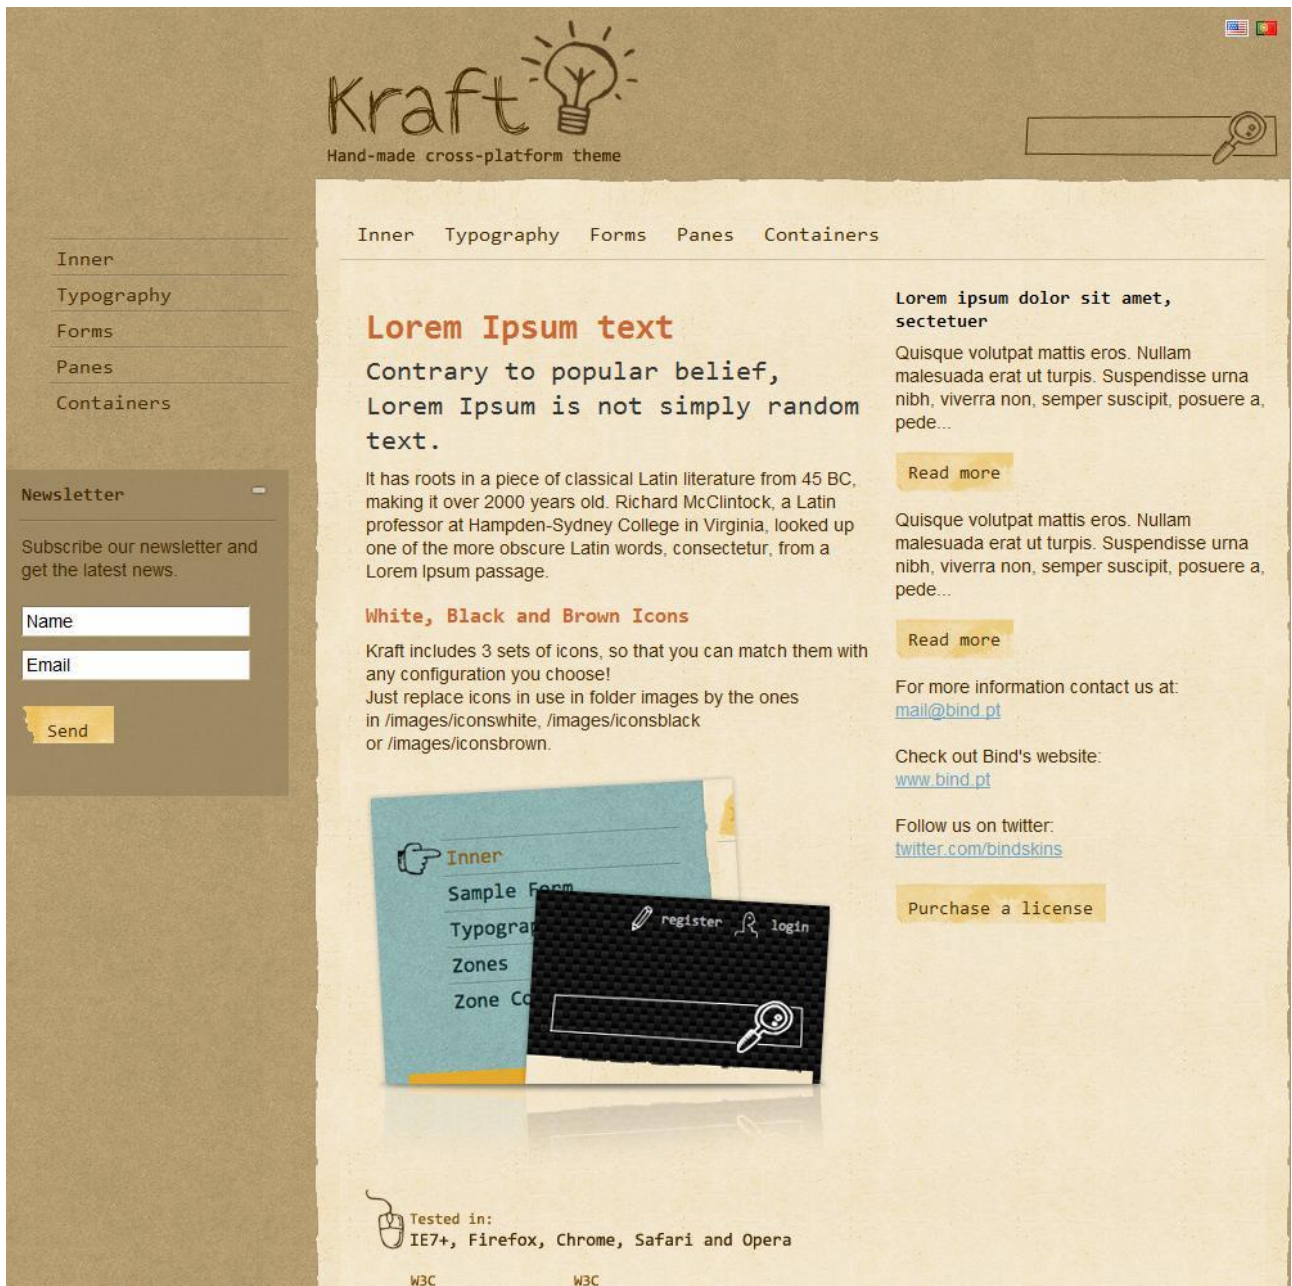 Kraft
Hand-made cross-platform theme
Inner
Typography
Forms
Panes
Containers
Newsletter
Subscribe our newsletter and
get the latest news.
Name
Email
Send
Inner Typography Forms Panes Containers
Lorem Ipsum text
Contrary to popular belief,
Lorem Ipsum is not simply random
text.
It has roots in a piece of classical Latin literature from 45 BC,
making it over 2000 years old. Richard McClintock, a Latin
professor at Hampden-Sydney College in Virginia, looked up
one of the more obscure Latin words, consectetur, from a
Lorem Ipsum passage.
White, Black and Brown Icons
Kraft includes 3 sets of icons, so that you can match them with
any configuration you choose!
Just replace icons in use in folder images by the ones
in /images/iconswhite, /images/iconsblack
or /images/iconsbrown.
Inner
Sample Form
Typograp
Zones
Zone Co
register login
Tested in:
IE7+, Firefox, Chrome, Safari and Opera
W3C W3C
Lorem ipsum dolor sit amet,
sectetuer
Quisque volutpat mattis eros. Nullam
malesuada erat ut turpis. Suspendisse urna
nibh, viverra non, semper suscipit, posuere a,
pede...
Read more
Quisque volutpat mattis eros. Nullam
malesuada erat ut turpis. Suspendisse urna
nibh, viverra non, semper suscipit, posuere a,
pede...
Read more
For more information contact us at:
mail@bind.pt
Check out Bind's website:
www.bind.pt
Follow us on twitter:
twitter.com/bindskins
Purchase a license